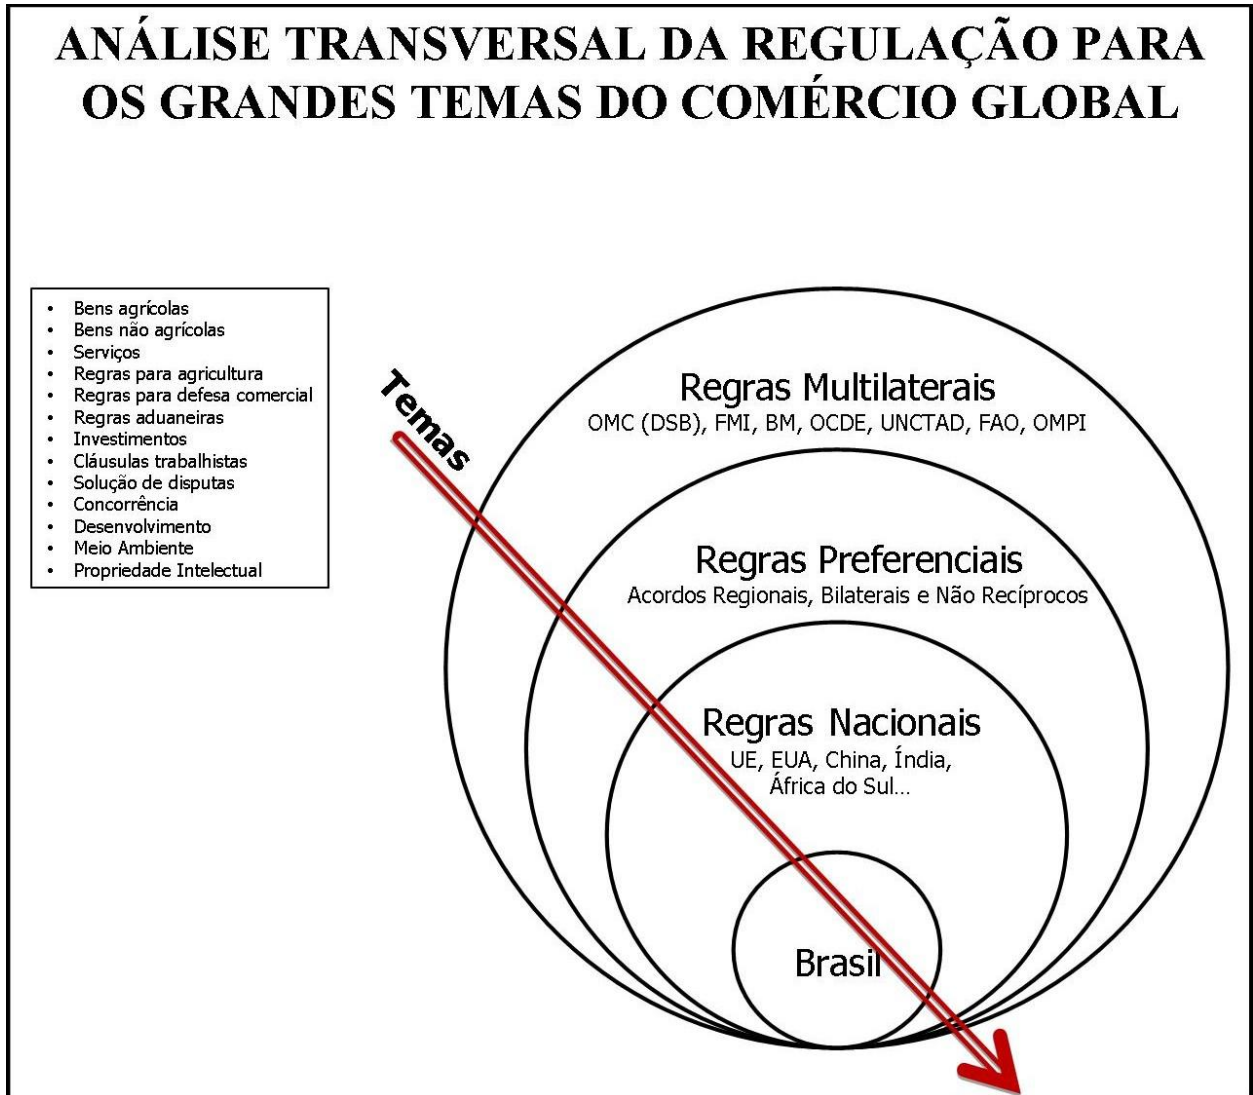 ANÁLISE TRANSVERSAL DA REGULAÇÃO PARA
OS GRANDES TEMAS DO COMÉRCIO GLOBAL
• Bens agrícolas
• Bens não agrícolas
• Serviços
• Regras para agricultura
• Regras para defesa comercial
• Regras aduaneiras
• Investimentos
• Cláusulas trabalhistas
• Solução de disputas
• Concorrência
• Desenvolvimento
• Meio Ambiente
• Propriedade Intelectual
Temas
Regras Multilaterais
OMC (DSB), FMI, BM, OCDE, UNCTAD, FAO, OMPI
Regras Preferenciais
Acordos Regionais, Bilaterais e Não Recíprocos
Regras Nacionais
UE, EUA, China, Índia,
África do Sul...
Brasil